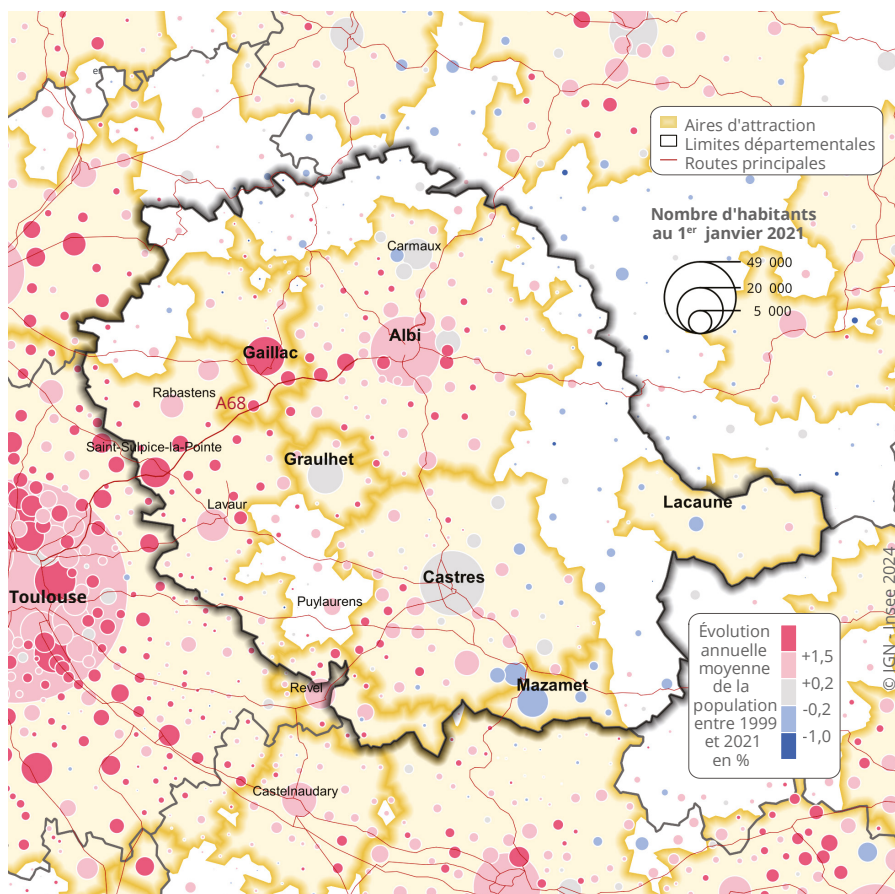 e
Aires d'attraction
Limites départementales
Routes principales
Nombre d'habitants
au 1er janvier 2021
49 000
20 000
5 000
Carmaux
Albi
Gaillac
Rabastens
A68
Saint-Sulpice-la-Pointe
Graulhet
Lacaune
Lavaur
Castres
Toulouse
Puylaurens
Revel
Mazamet
Castelnaudary
Évolution
annuelle
moyenne
de la
population
entre 1999
et 2021
en %
+1,5
+0,2
-0,2
-1,0
© IGN - Insee 2024